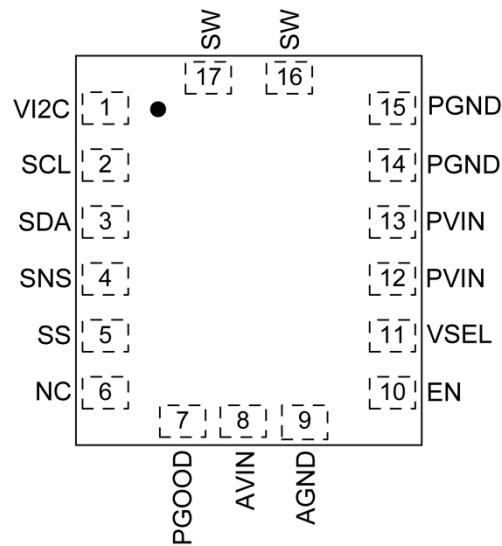 SW SW
17 16
VI2C 1 15 PGND
SCL 2 14 PGND
SDA 3 13 PVIN
SNS 4 12 PVIN
SS 5 11 VSEL
NC 6 10 EN
7 8 9
PGOOD AVIN AGND